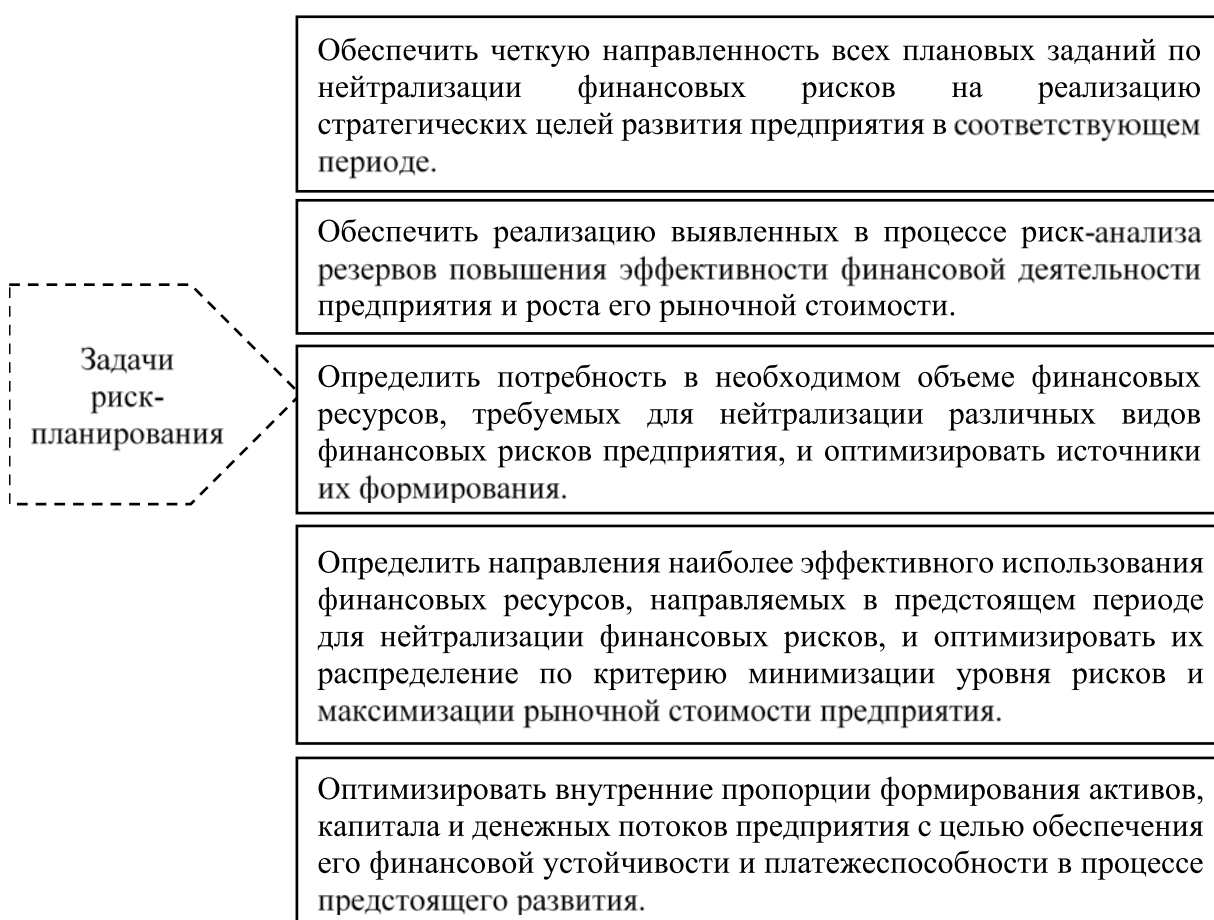 Обеспечить четкую направленность всех плановых заданий по
нейтрализации финансовых рисков на реализацию
стратегических целей развития предприятия в соответствующем
периоде.
Обеспечить реализацию выявленных в процессе риск-анализа
резервов повышения эффективности финансовой деятельности
предприятия и роста его рыночной стоимости.
Задачи
риск-
планирования
Определить потребность в необходимом объеме финансовых
ресурсов, требуемых для нейтрализации различных видов
финансовых рисков предприятия, и оптимизировать источники
их формирования.
Определить направления наиболее эффективного использования
финансовых ресурсов, направляемых в предстоящем периоде
для нейтрализации финансовых рисков, и оптимизировать их
распределение по критерию минимизации уровня рисков и
максимизации рыночной стоимости предприятия.
Оптимизировать внутренние пропорции формирования активов,
капитала и денежных потоков предприятия с целью обеспечения
его финансовой устойчивости и платежеспособности в процессе
предстоящего развития.